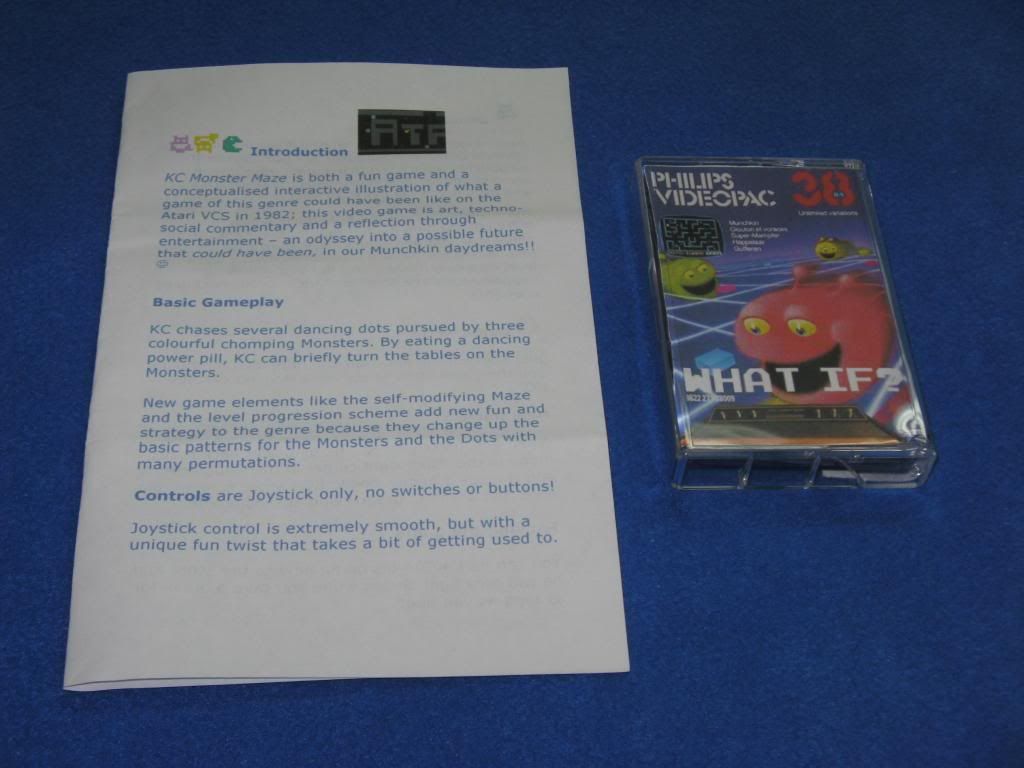 Introduction
KC Monster Maze is both a fun game and a
conceptualised interactive illustration of what a
game of this genre could have been like on the
Atari VCS in 1982; this video game is art, techno-
social commentary and a reflection through
entertainment – an odyssey into a possible future
that could have been, in our Munchkin daydreams!!
☺
Basic Gameplay
KC chases several dancing dots pursued by three
colourful chomping Monsters. By eating a dancing
power pill, KC can briefly turn the tables on the
Monsters.
New game elements like the self-modifying Maze
and the level progression scheme add new fun and
strategy to the genre because they change up the
basic patterns for the Monsters and the Dots with
many permutations.
Controls are Joystick only, no switches or buttons!
Joystick control is extremely smooth, but with a
unique fun twist that takes a bit of getting used to.
PHILIPS
VIDEOPAC
38
Unlimited variations
Munchkin
Glouton et voraces
Super-Mampfer
Happelaar
Gufferen
WHAT IF?